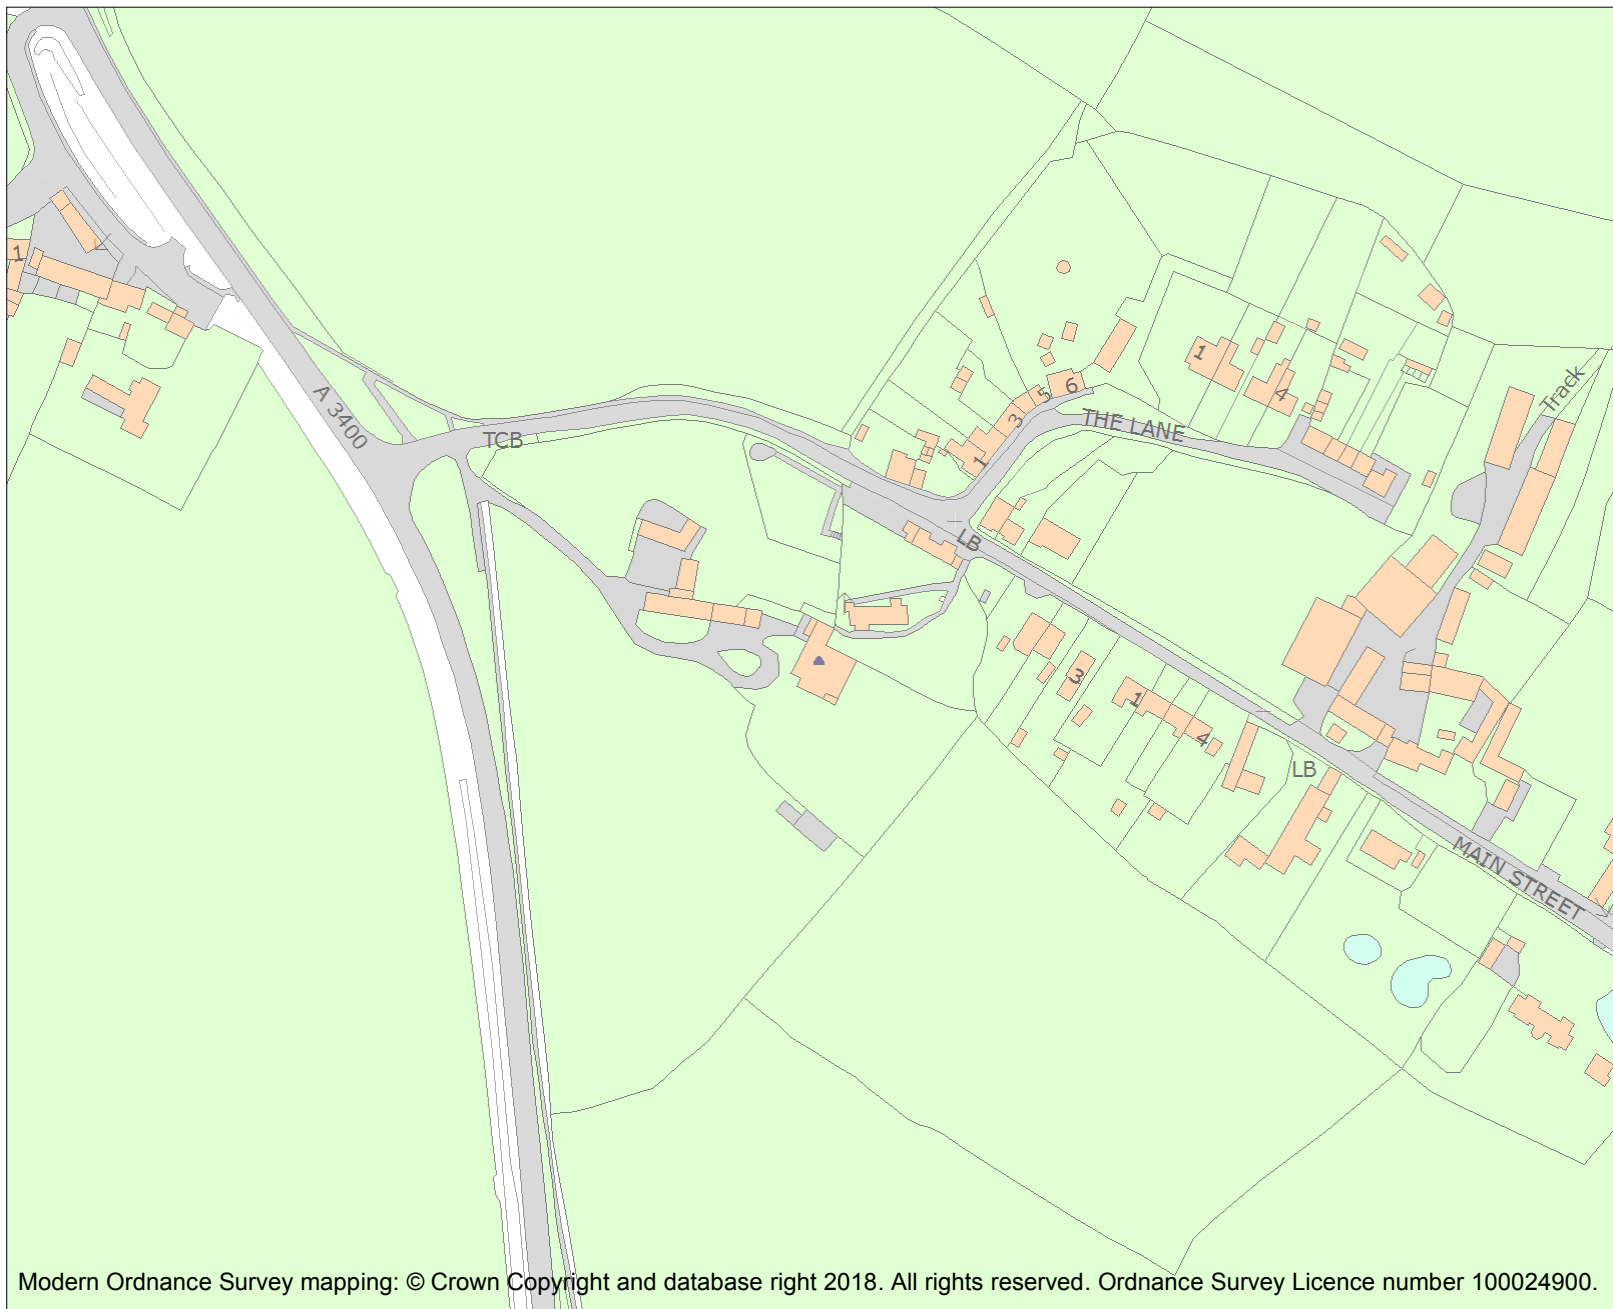 1
A 3400
TCB
6
5
3
1
THE LANE
1
4
Track
LB
3
1
4
LB
MAIN STREET
Modern Ordnance Survey mapping: © Crown Copyright and database right 2018. All rights reserved. Ordnance Survey Licence number 100024900.